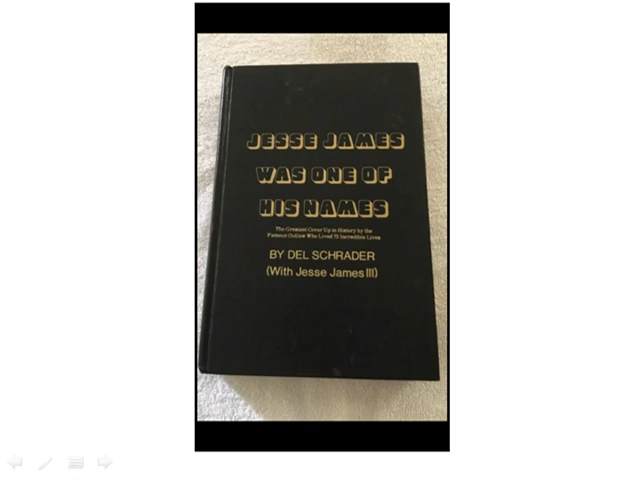 JESSE JAMES
WAS ONE OF
HIS NAMES
The Greatest Cover Up in History by the
Famous Outlaw Who Lived 73 Incredible Lives
BY DEL SCHRADER
(With Jesse James III)